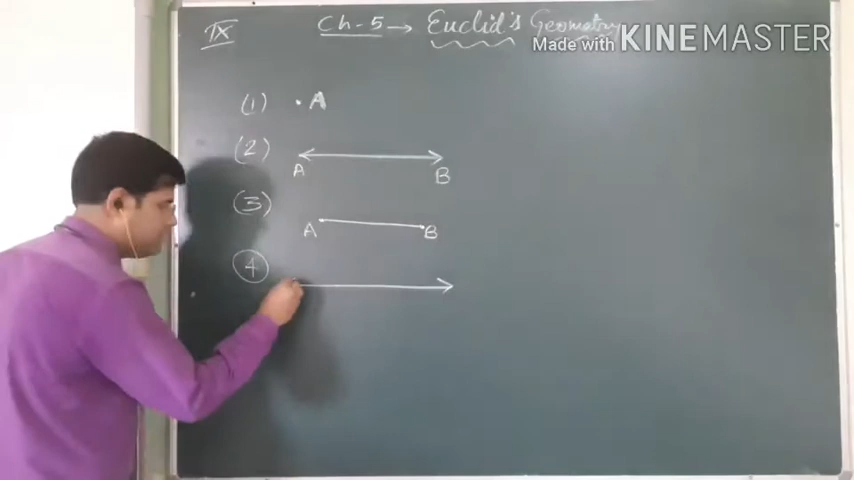 IX Ch-5 → Euclid's Geometry
Made with KINEMASTER
(1) • A
(2)
A B
(3)
A B
4